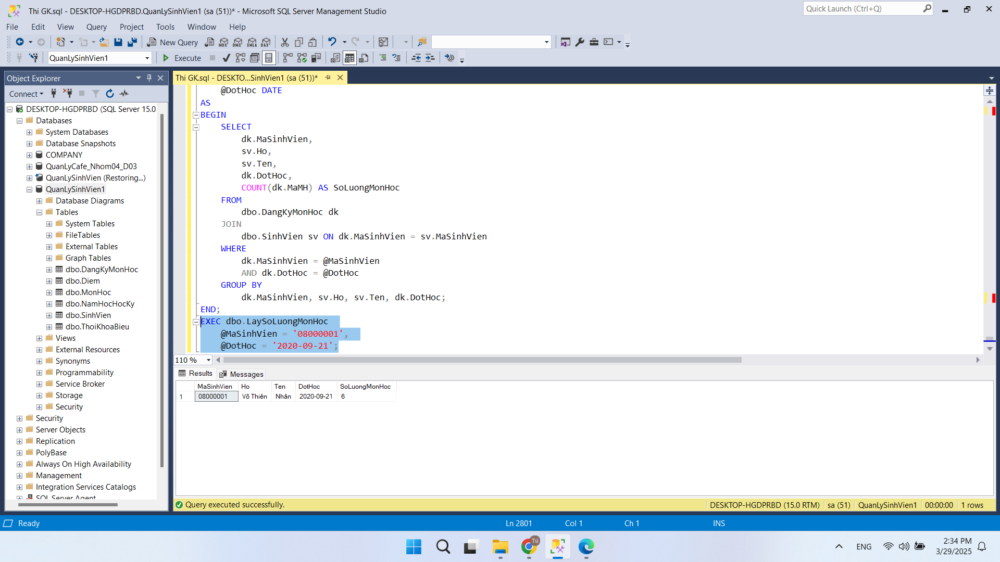 Thi GK.sql - DESKTOP-HGDPRBD.QuanLySinhVien1 (sa (51))* - Microsoft SQL Server Management Studio
Quick Launch (Ctrl+Q)
File Edit View Query Project Tools Window Help
New Query MDX DMX XMLA DAX
QuanLySinhVien1 Execute
Object Explorer
Thi GK.sql - DESKTO...SinhVien1 (sa (51))*
Connect
DESKTOP-HGDPRBD (SQL Server 15.0
Databases
System Databases
Database Snapshots
COMPANY
QuanLyCafe_Nhom04_D03
QuanLySinhVien (Restoring...)
QuanLySinhVien1
Database Diagrams
Tables
System Tables
FileTables
External Tables
Graph Tables
dbo.DangKyMonHoc
dbo.Diem
dbo.MonHoc
dbo.NamHocHocKy
dbo.SinhVien
dbo.ThoiKhoaBieu
Views
External Resources
Synonyms
Programmability
Service Broker
Storage
Security
Security
Server Objects
Replication
PolyBase
Always On High Availability
Management
Integration Services Catalogs
SQL Server Agent
@DotHoc DATE
AS
BEGIN
SELECT
dk.MaSinhVien,
sv.Ho,
sv.Ten,
dk.DotHoc,
COUNT(dk.MaMH) AS SoLuongMonHoc
FROM
dbo.DangKyMonHoc dk
JOIN
dbo.SinhVien sv ON dk.MaSinhVien = sv.MaSinhVien
WHERE
dk.MaSinhVien = @MaSinhVien
AND dk.DotHoc = @DotHoc
GROUP BY
dk.MaSinhVien, sv.Ho, sv.Ten, dk.DotHoc;
END;
EXEC dbo.LaySoLuongMonHoc
@MaSinhVien = '08000001',
@DotHoc = '2020-09-21';
110 %
Results Messages
MaSinhVien Ho Ten DotHoc SoLuongMonHoc
1 08000001 Võ Thiên Nhân 2020-09-21 6
Query executed successfully.
DESKTOP-HGDPRBD (15.0 RTM) sa (51) QuanLySinhVien1 00:00:00 1 rows
Ready Ln 2801 Col 1 Ch 1 INS
Tú
ENG
2:34 PM
3/29/2025